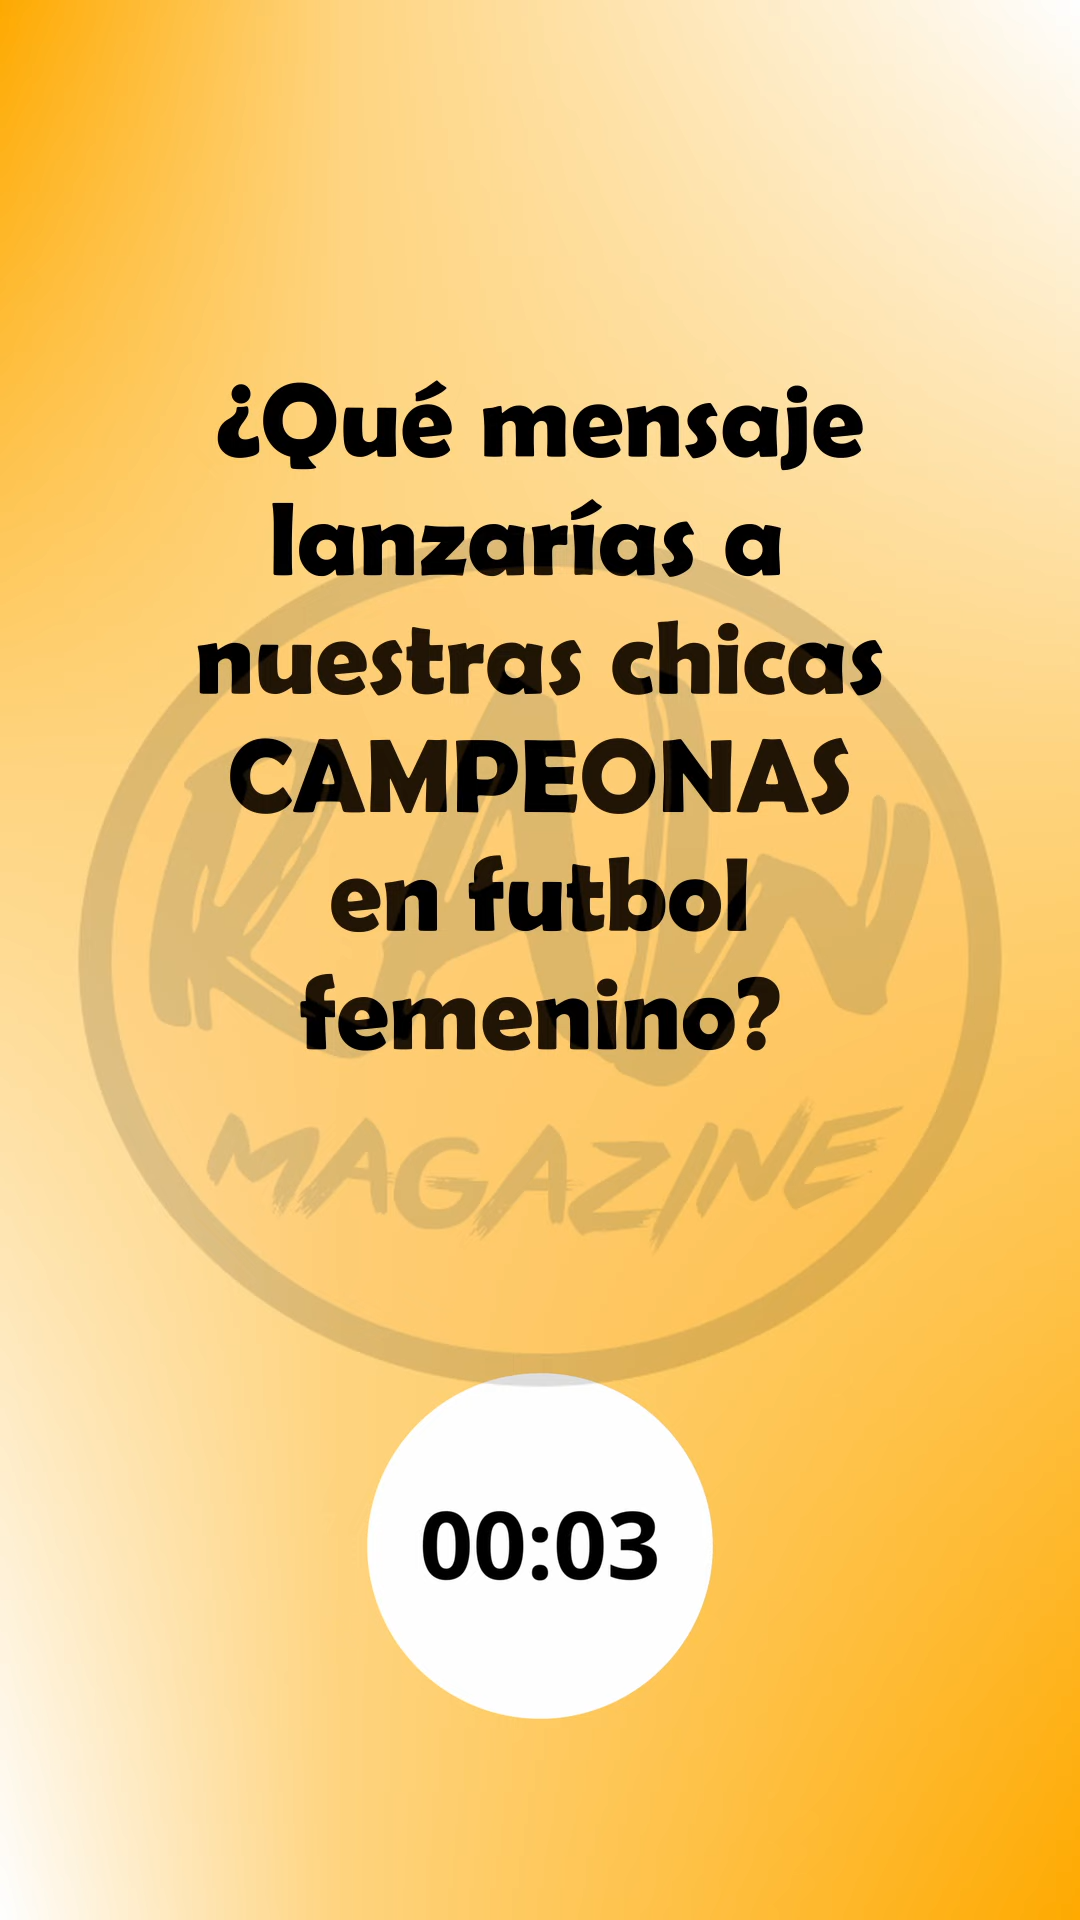 ¿Qué mensaje
lanzarías a
nuestras chicas
CAMPEONAS
en futbol
femenino?
RAW
MAGAZINE
00:03